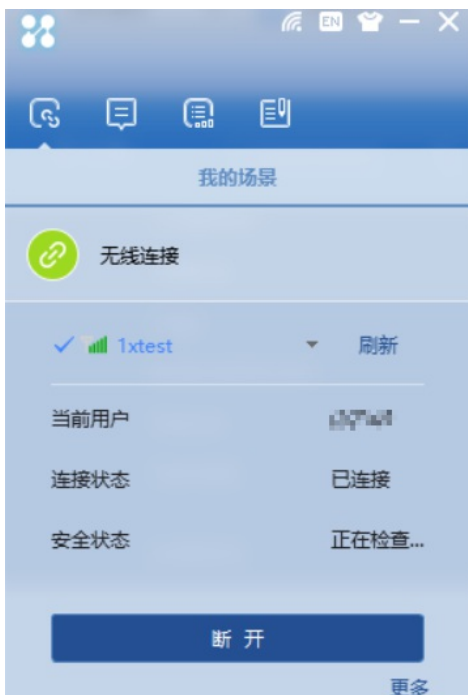 EN
我的场景
无线连接
1xtest 刷新
当前用户
连接状态 已连接
安全状态 正在检查...
断 开
更多